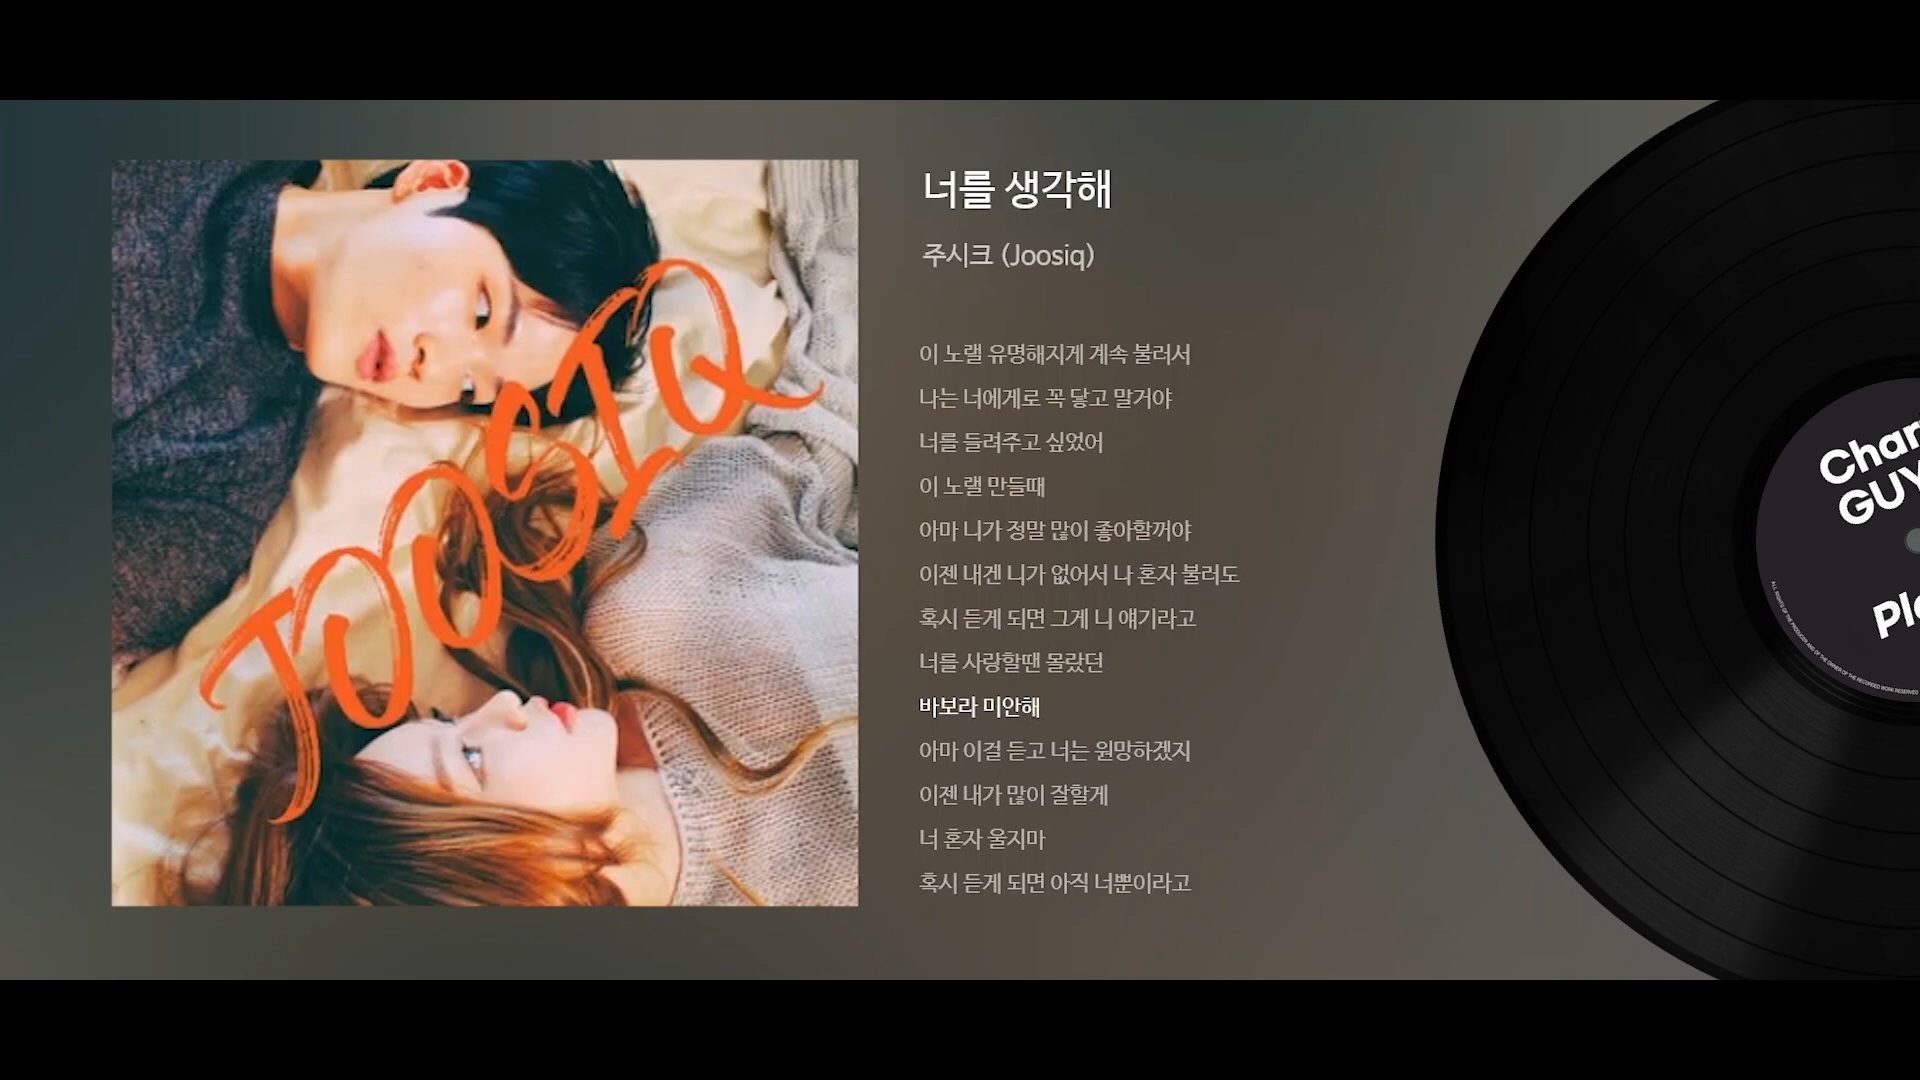 JOOSIQ
너를 생각해
주시크 (Joosiq)
이 노랠 유명해지게 계속 불러서
나는 너에게로 꼭 닿고 말거야
너를 들려주고 싶었어
이 노랠 만들때
아마 니가 정말 많이 좋아할꺼야
이젠 내겐 니가 없어서 나 혼자 불러도
혹시 듣게 되면 그게 니 얘기라고
너를 사랑할땐 몰랐던
바보라 미안해
아마 이걸 듣고 너는 원망하겠지
이젠 내가 많이 잘할게
너 혼자 울지마
혹시 듣게 되면 아직 너뿐이라고
Char
GUY
Pl